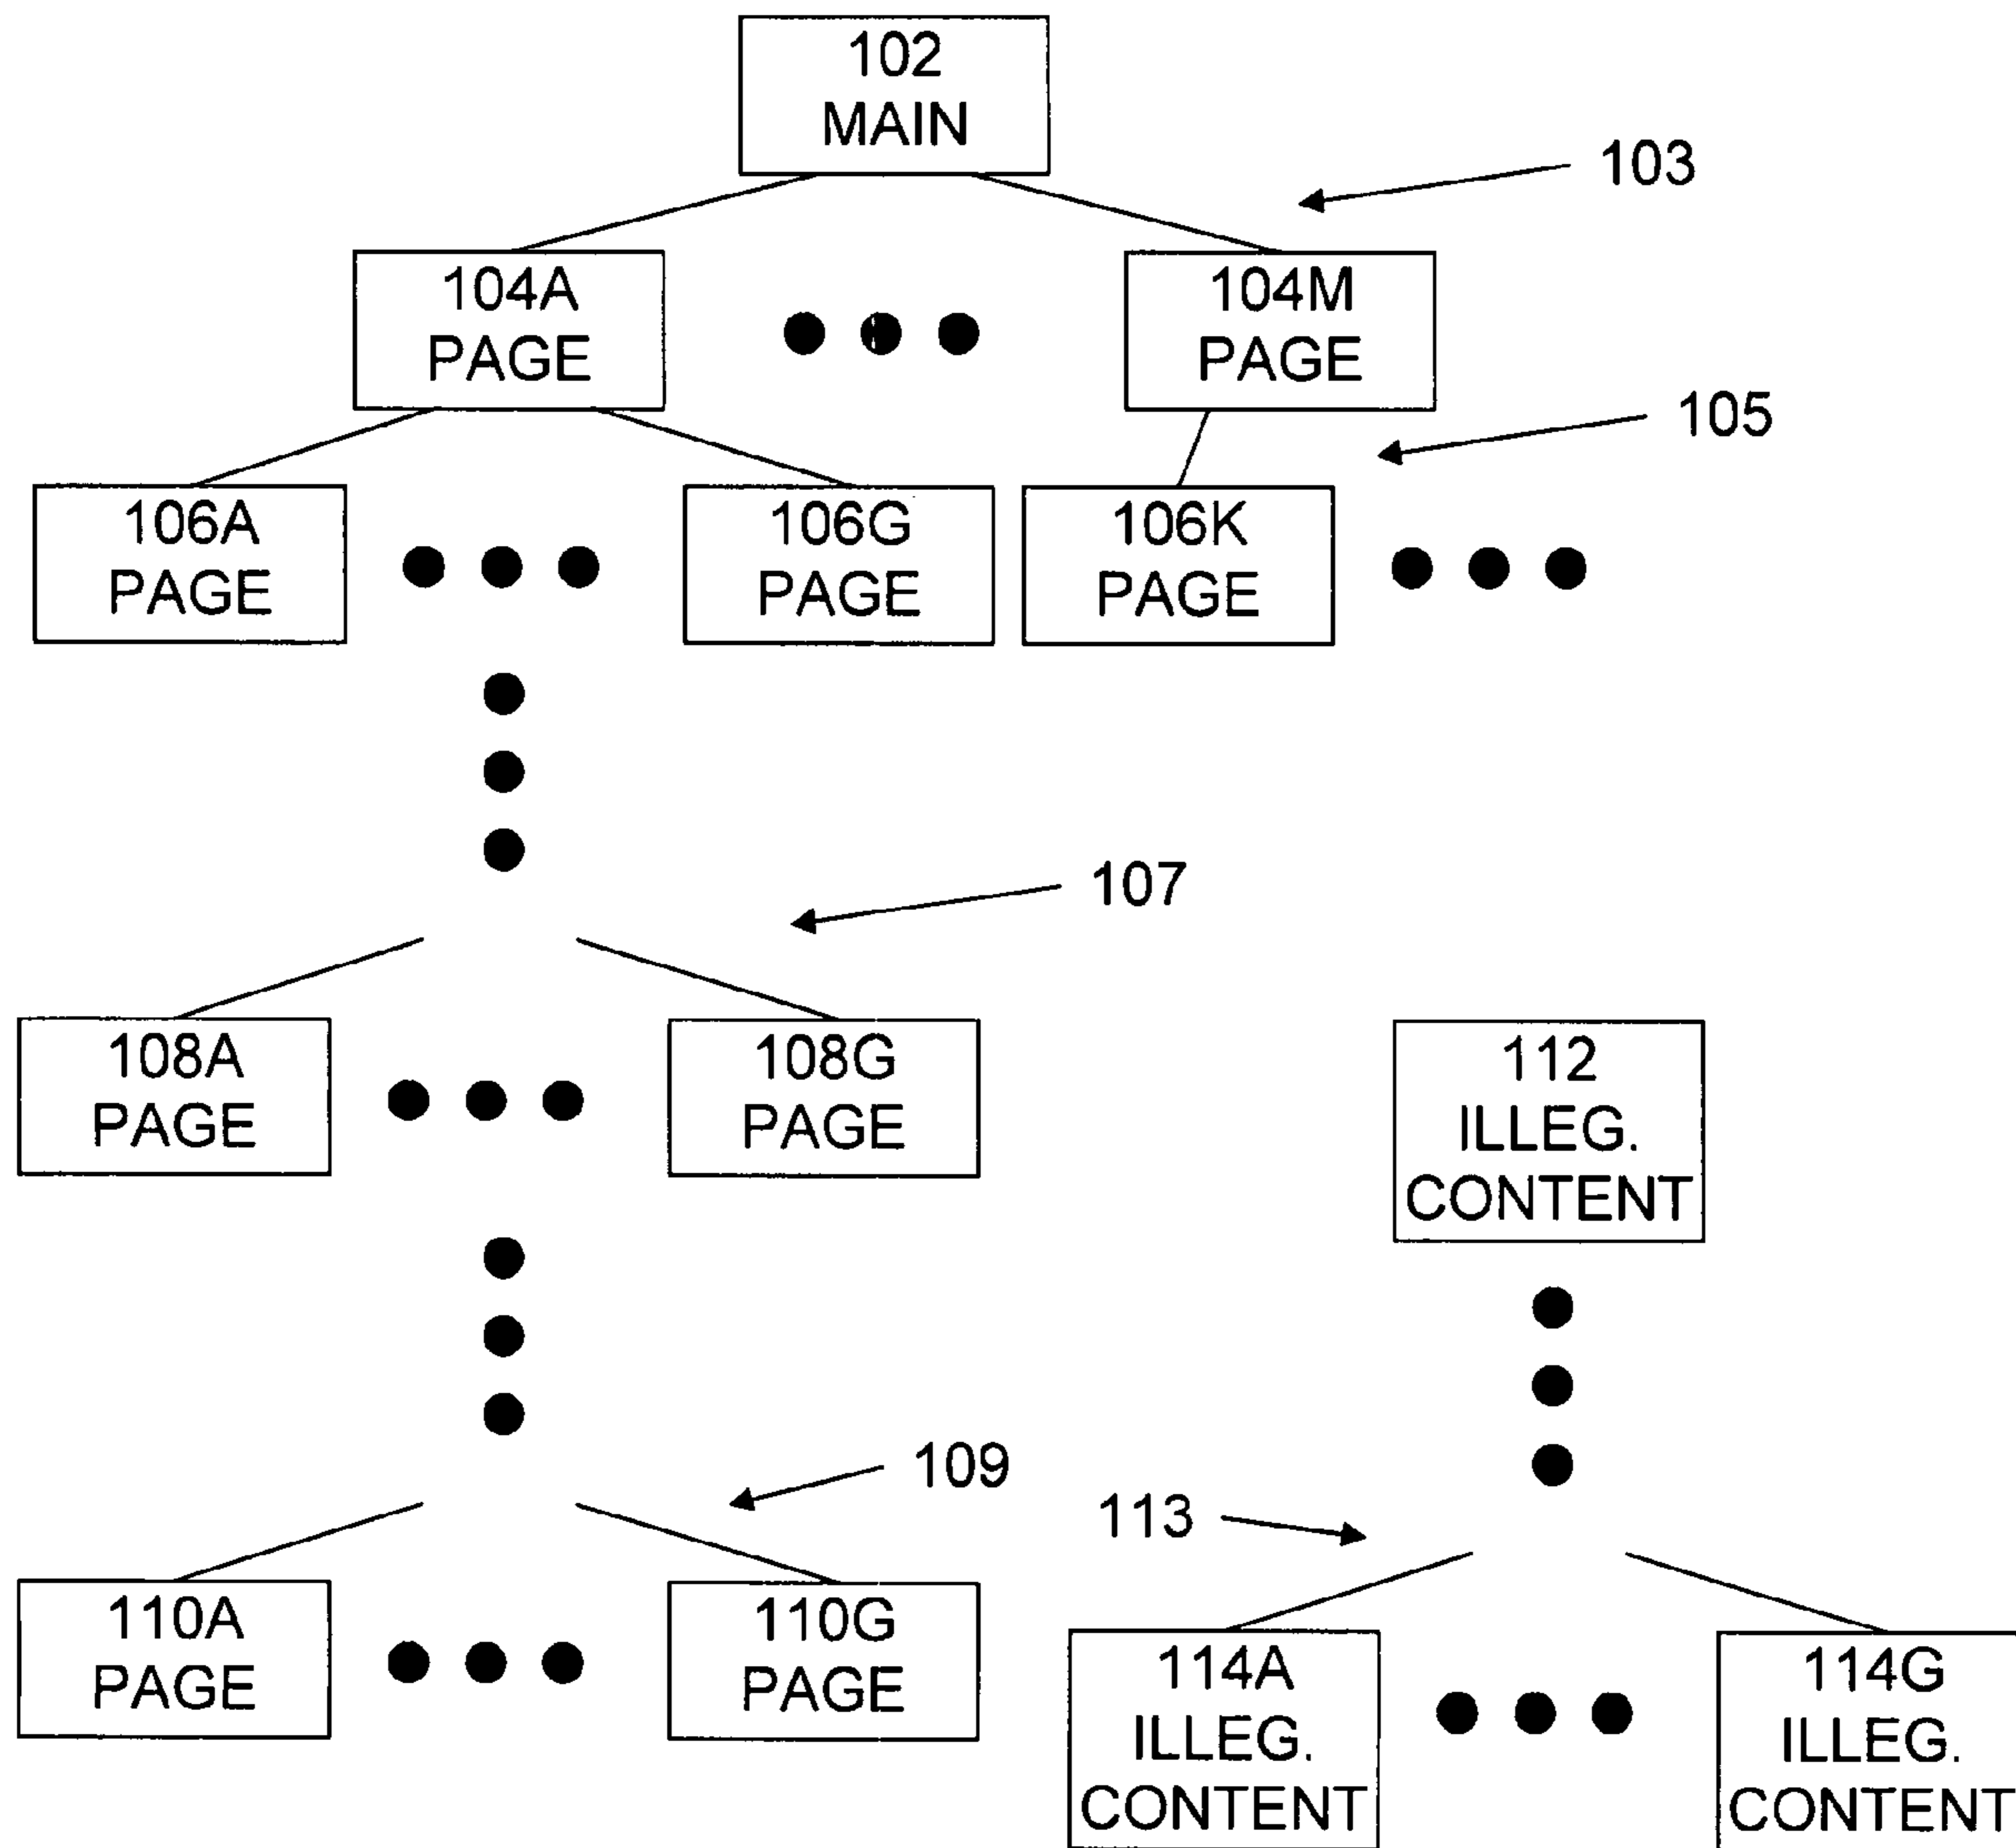 102
MAIN
103
104A
PAGE
104M
PAGE
105
106A
PAGE
106G
PAGE
106K
PAGE
107
108A
PAGE
108G
PAGE
112
ILLEG.
CONTENT
109
113
110A
PAGE
110G
PAGE
114A
ILLEG.
CONTENT
114G
ILLEG.
CONTENT